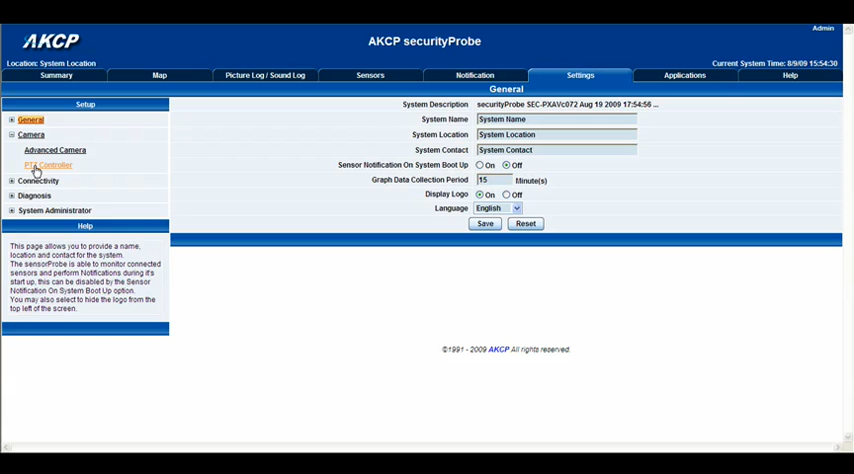 Admin
AKCP
AKCP securityProbe
Location: System Location
Current System Time: 8/9/09 15:54:30
Summary Map Picture Log / Sound Log Sensors Notification Settings Applications Help
General
Setup
General
Camera
Advanced Camera
PTZ Controller
Connectivity
Diagnosis
System Administrator
System Description securityProbe SEC-PXAVc072 Aug 19 2009 17:54:56 ...
System Name System Name
System Location System Location
System Contact System Contact
Sensor Notification On System Boot Up On Off
Graph Data Collection Period 15 Minute(s)
Display Logo On Off
Language English
Save Reset
Help
This page allows you to provide a name,
location and contact for the system.
The sensorProbe is able to monitor connected
sensors and perform Notifications during it's
start up, this can be disabled by the Sensor
Notification On System Boot Up option.
You may also select to hide the logo from the
top left of the screen.
©1991 - 2009 AKCP All rights reserved.